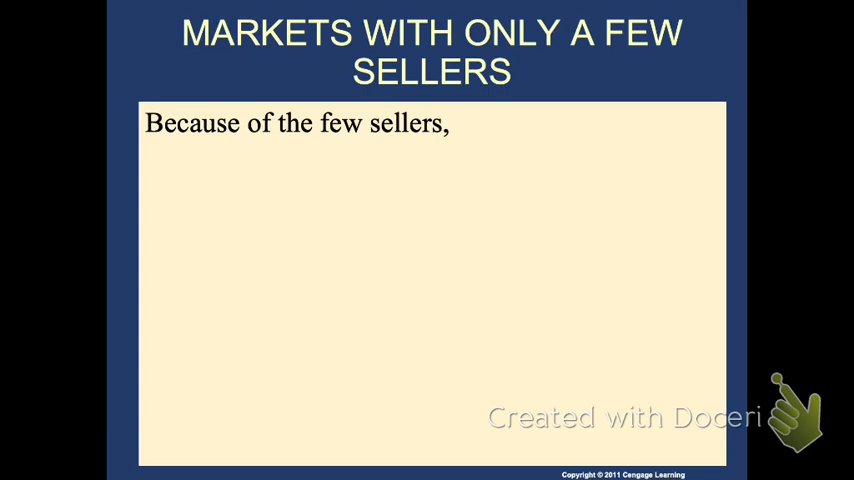 MARKETS WITH ONLY A FEW
SELLERS
Because of the few sellers,
Created with Doceri
Copyright © 2011 Cengage Learning